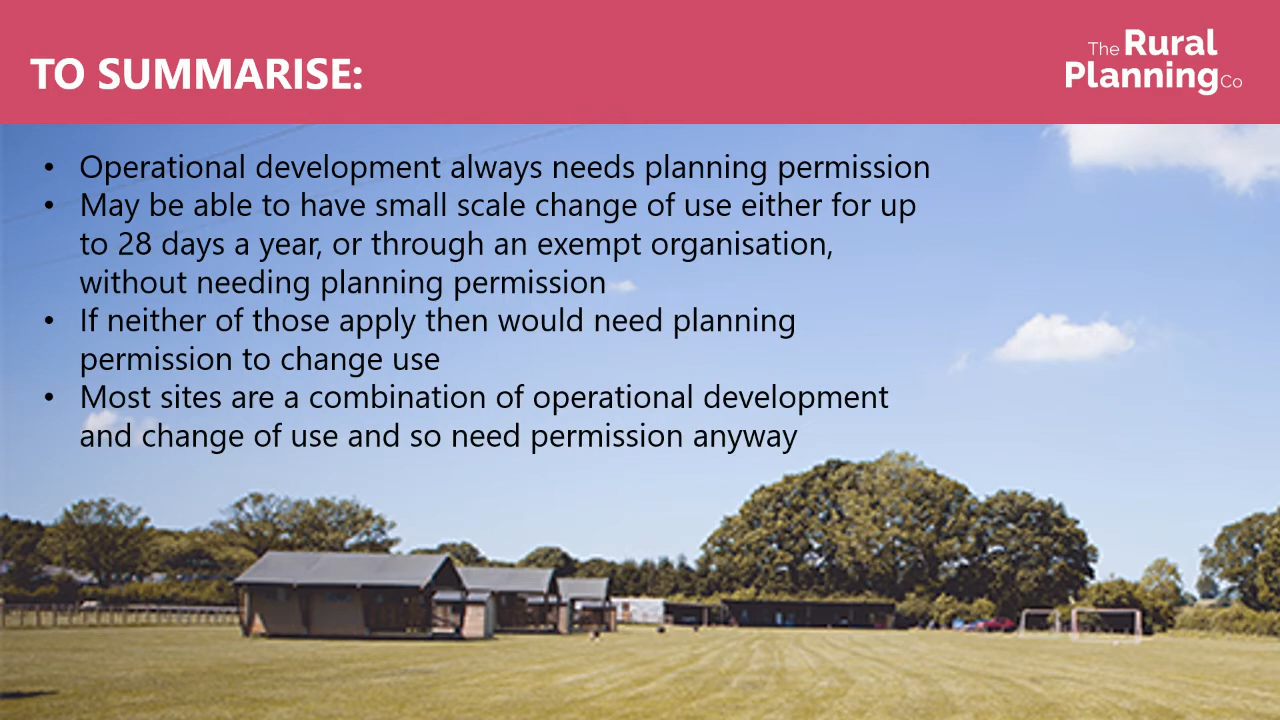 TO SUMMARISE:
The Rural
Planning Co
• Operational development always needs planning permission
• May be able to have small scale change of use either for up
to 28 days a year, or through an exempt organisation,
without needing planning permission
• If neither of those apply then would need planning
permission to change use
• Most sites are a combination of operational development
and change of use and so need permission anyway